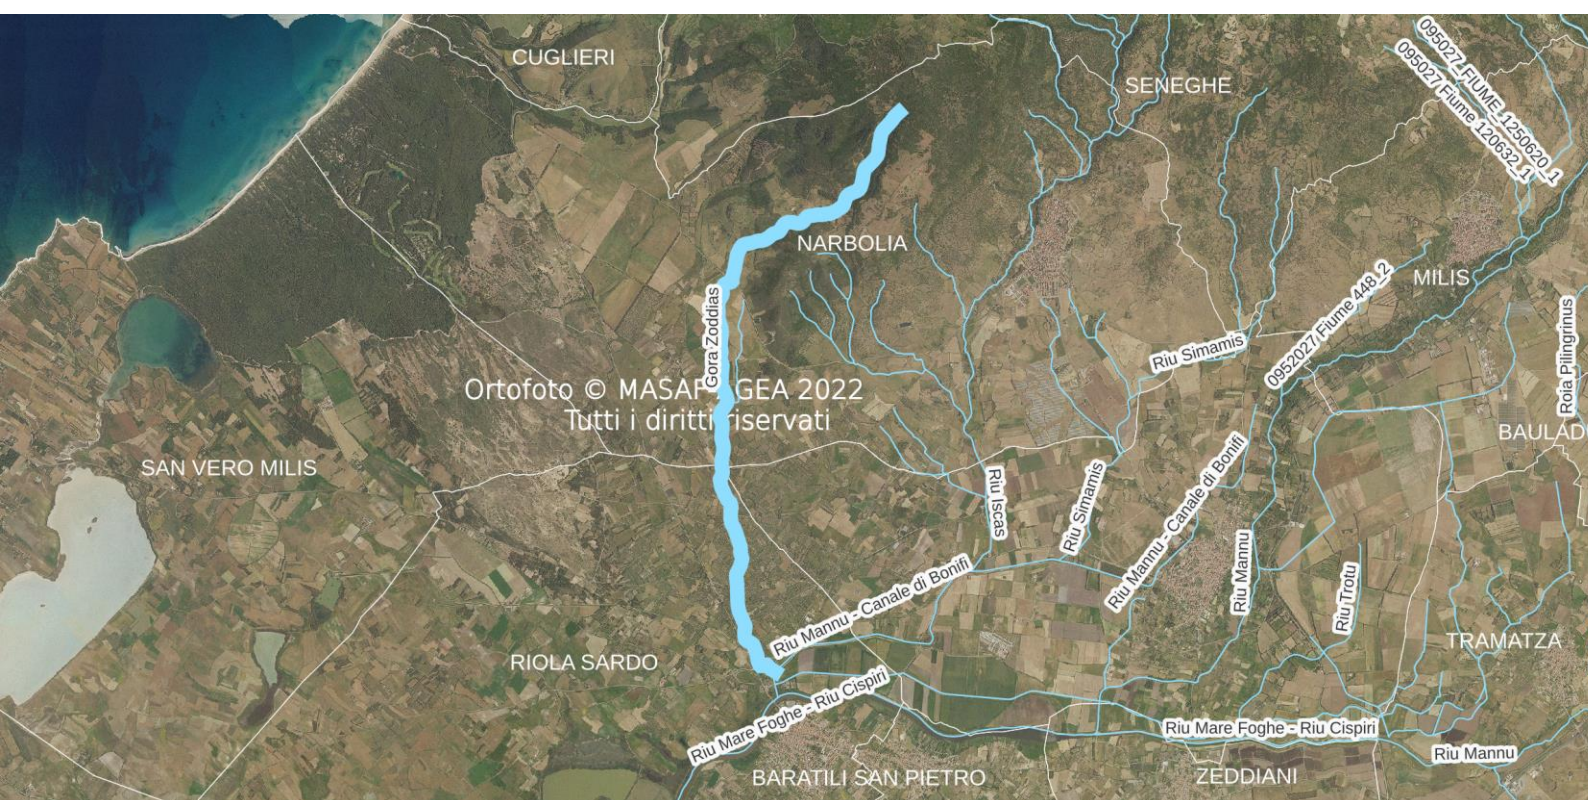 CUGLIERI
SENEGHE
095027_FIUME_1250620_1
095027 Fiume 120632_1
NARBOLIA
MILIS
Gora Zoddias
Riu Simamis
0952027 Fiume 448_2
Roia Pilingrinus
Ortofoto © MASAF AGEA 2022
Tutti i diritti riservati
BAULAD
SAN VERO MILIS
Riu Iscas
Riu Simamis
Riu Mannu - Canale di Bonifi
Riu Mannu
Riu Trotu
Riu Mannu - Canale di Bonifi
RIOLA SARDO
TRAMATZA
Riu Mare Foghe - Riu Cispiri
Riu Mare Foghe - Riu Cispiri
Riu Mannu
BARATILI SAN PIETRO
ZEDDIANI